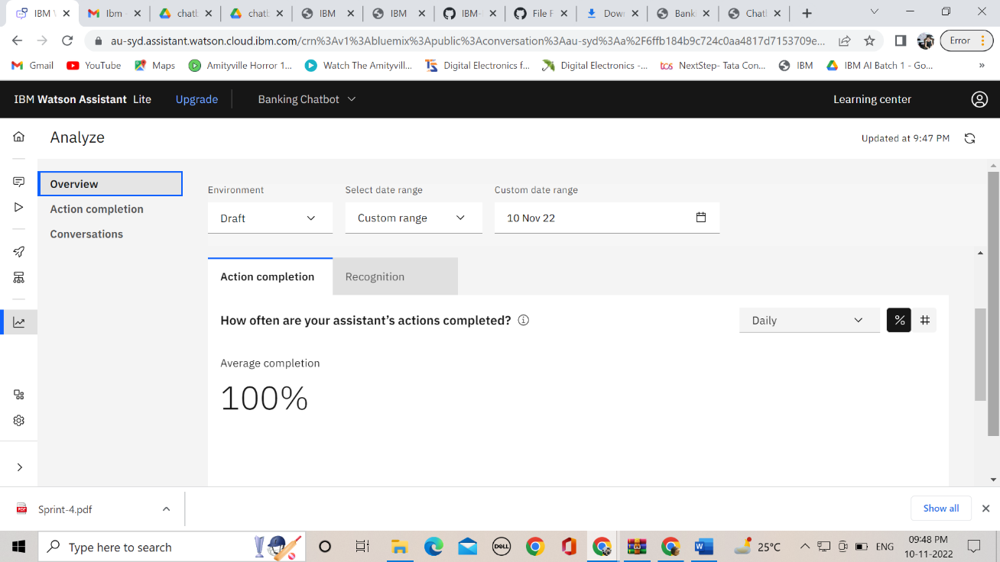 IBM W
Ibm
chatb
chatb
IBM
IBM
IBM-
File F
Dow
Bank
Chatl
au-syd.assistant.watson.cloud.ibm.com/crn%3Av1%3Abluemix%3Apublic%3Aconversation%3Aau-syd%3Aa%2F6ffb184b9c724c0aa4817d7153709e...
Error
Gmail
YouTube
Maps
Amityville Horror 1...
Watch The Amityvill...
Digital Electronics f...
Digital Electronics -...
tcs NextStep- Tata Con...
IBM
IBM AI Batch 1 - Go...
»
IBM Watson Assistant Lite
Upgrade
Banking Chatbot
Learning center
Analyze
Updated at 9:47 PM
Overview
Action completion
Conversations
Environment
Select date range
Custom date range
Draft
Custom range
10 Nov 22
Action completion
Recognition
How often are your assistant's actions completed?
Daily
%
#
Average completion
100%
PDF
Sprint-4.pdf
Show all
Type here to search
DELL
25°C
ENG
09:48 PM
10-11-2022